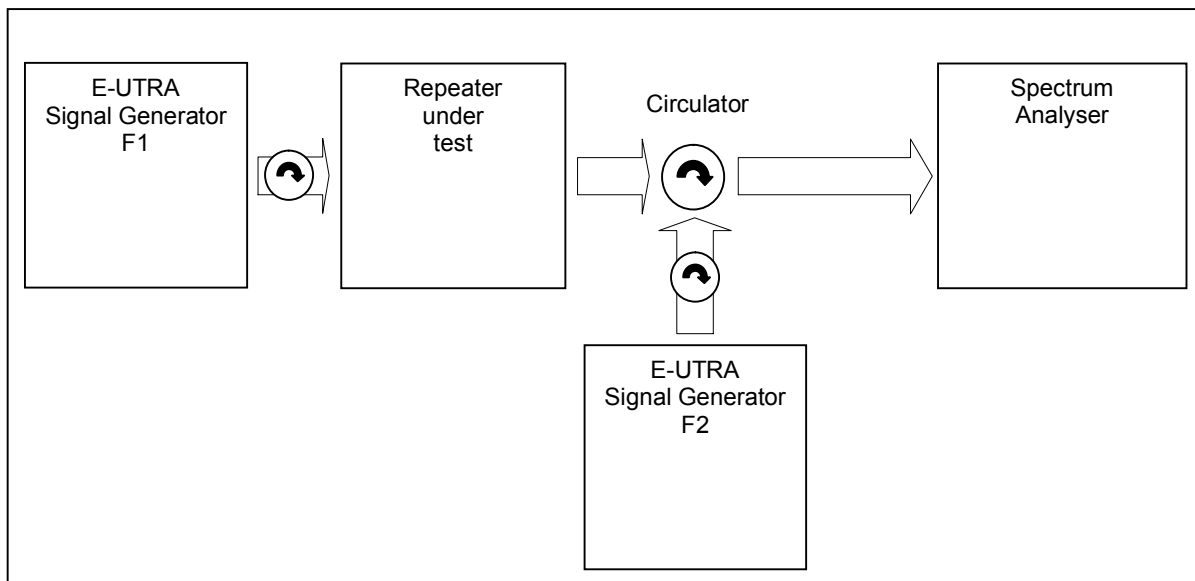 E-UTRA
Signal Generator
F1
Repeater
under
test
Circulator
Spectrum
Analyser
E-UTRA
Signal Generator
F2